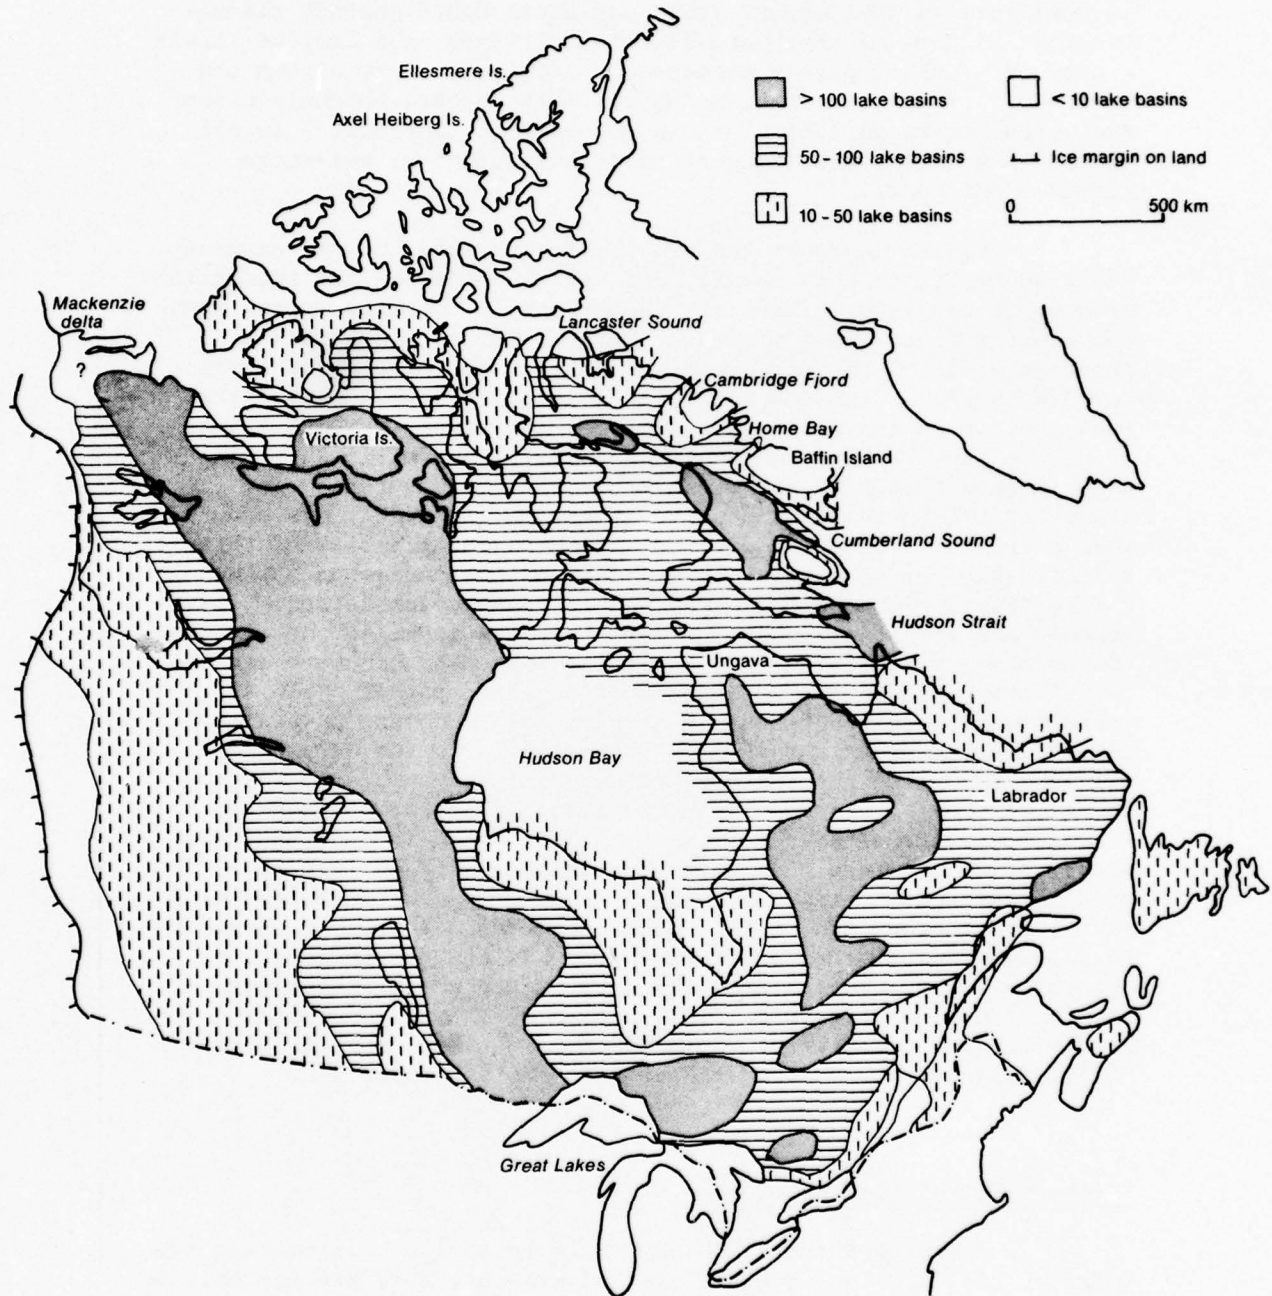 Ellesmere Is.
Axel Heiberg Is.
> 100 lake basins
< 10 lake basins
50 - 100 lake basins
Ice margin on land
10 - 50 lake basins
0 500 km
Mackenzie
delta
?
Lancaster Sound
Cambridge Fjord
Home Bay
Victoria Is.
Baffin Island
Cumberland Sound
Hudson Strait
Ungava
Hudson Bay
Labrador
Great Lakes